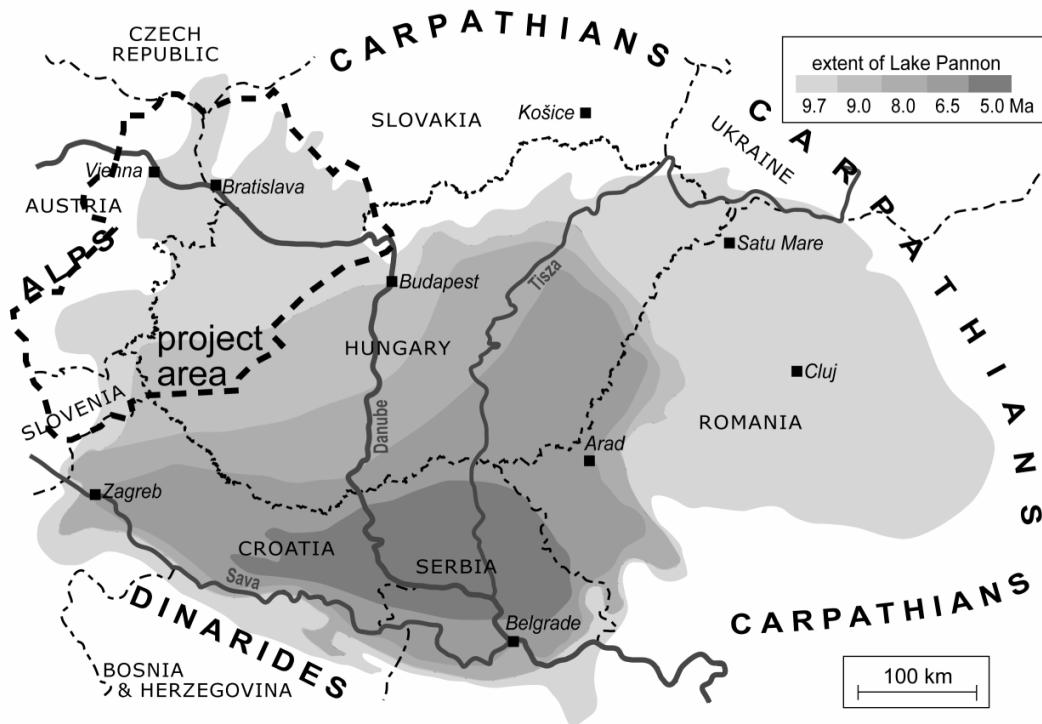 CZECH
REPUBLIC
CARPATHIANS
extent of Lake Pannon
9.7 9.0 8.0 6.5 5.0 Ma
SLOVAKIA
Košice
CARPATHIANS
UKRAINE
Vienna
Bratislava
AUSTRIA
ALPS
Satu Mare
Tisza
Budapest
project
area
HUNGARY
SLOVENIA
Cluj
ROMANIA
Danube
Arad
Zagreb
CROATIA
SERBIA
Sava
DINARIDES
Belgrade
CARPATHIANS
BOSNIA
& HERZEGOVINA
100 km